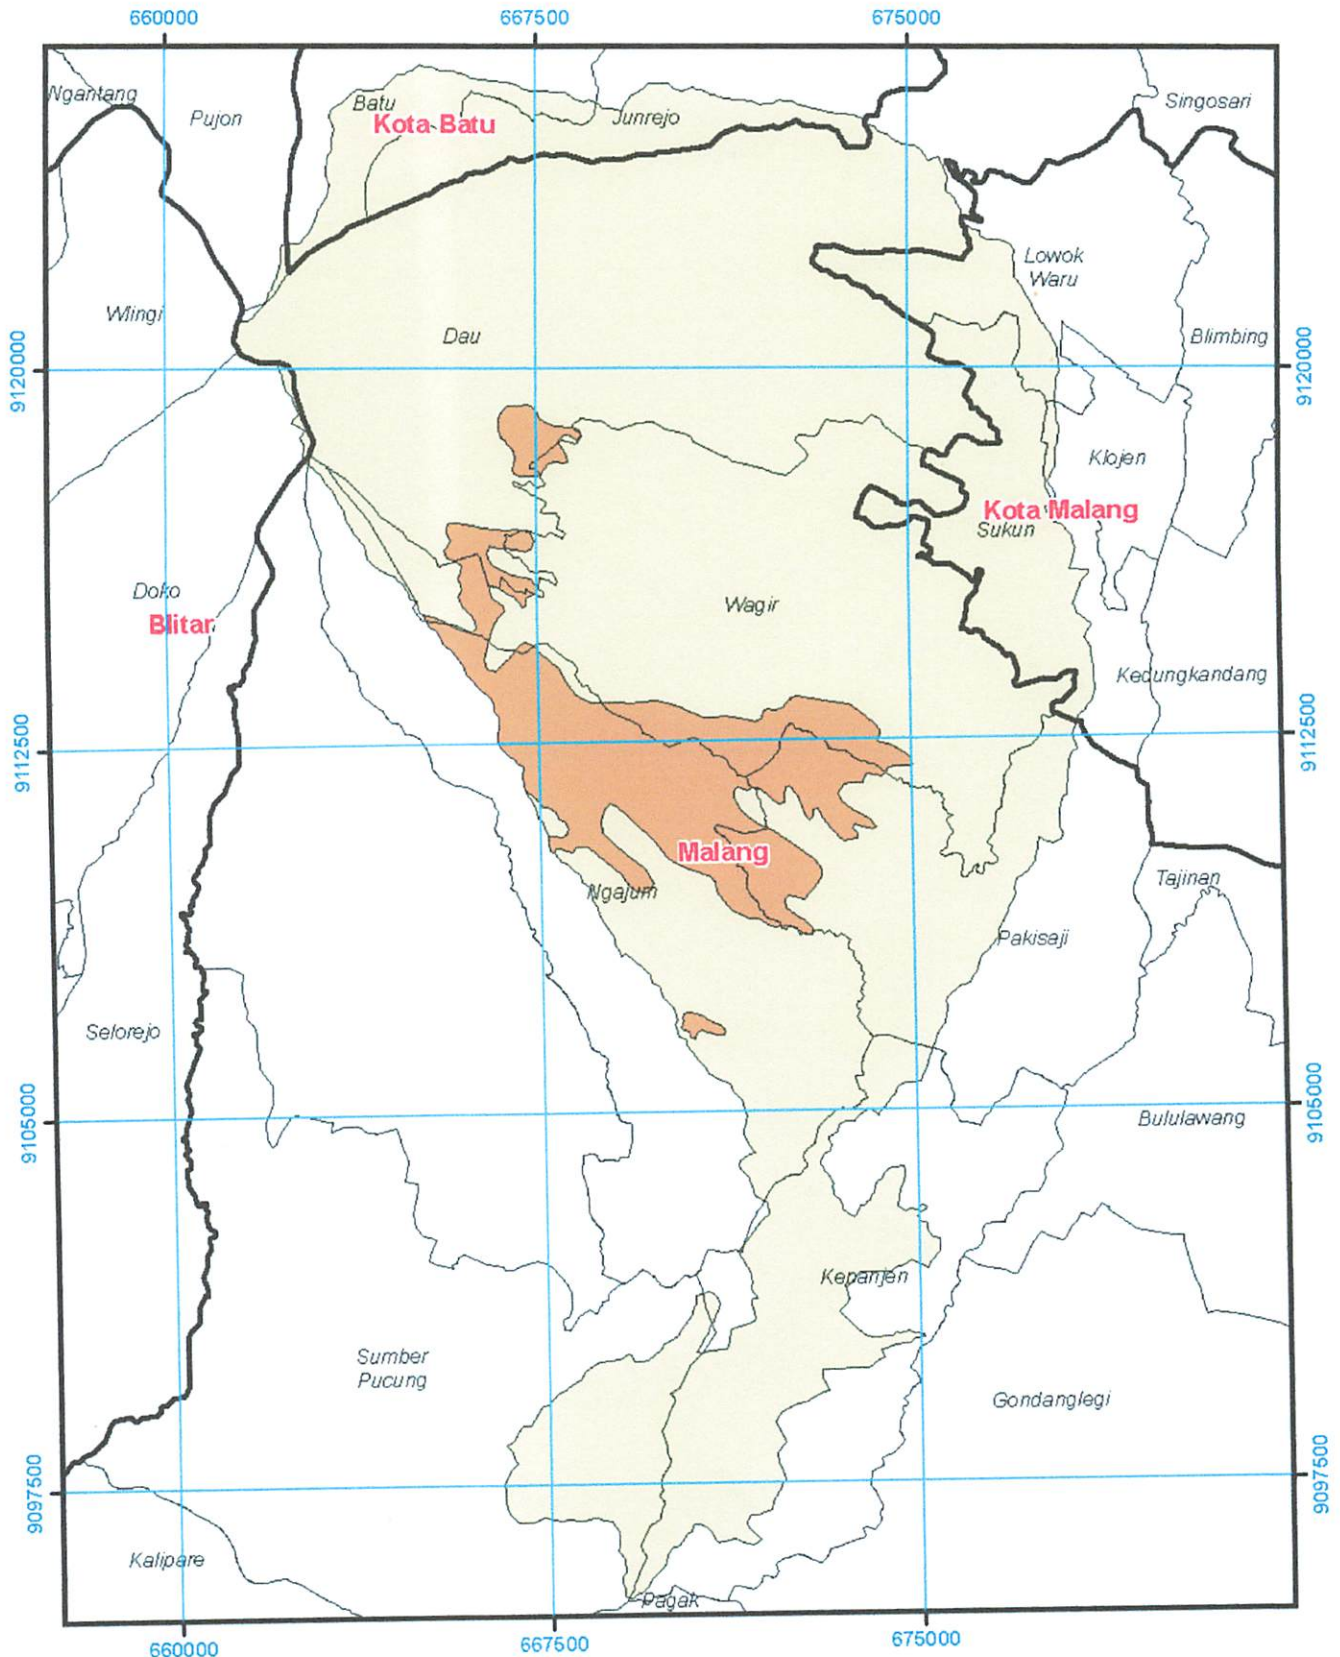 660000
667500
675000
Ngantang
Pujon
Batu
Kota Batu
Junrejo
Singosari
Lowok
Waru
Wlingi
Dau
Blimbing
9120000
9120000
Klojen
Kota Malang
Sukun
Doko
Blitar
Wagir
Kedungkandang
9112500
9112500
Malang
Ngajum
Tajinan
Pakisaji
Selorejo
9105000
9105000
Bululawang
Kepanjen
Sumber
Pucung
Gondanglegi
9097500
9097500
Kalipare
Pagak
660000
667500
675000